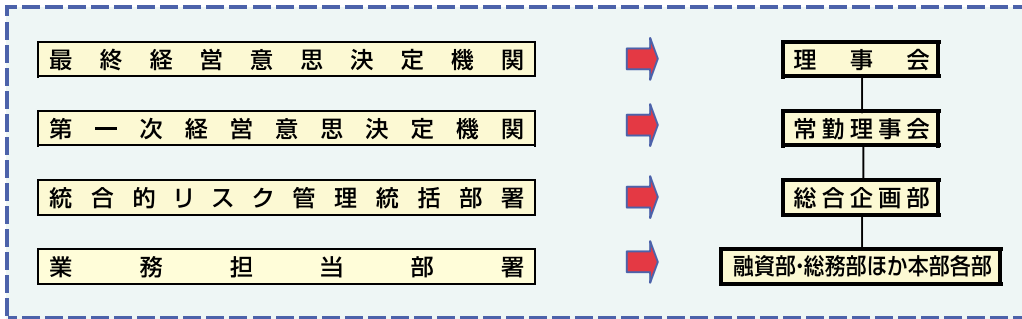 最終経営意思決定機関
理事会
第一次経営意思決定機関
常勤理事会
統合的リスク管理統括部署
総合企画部
業務担当部署
融資部・総務部ほか本部各部